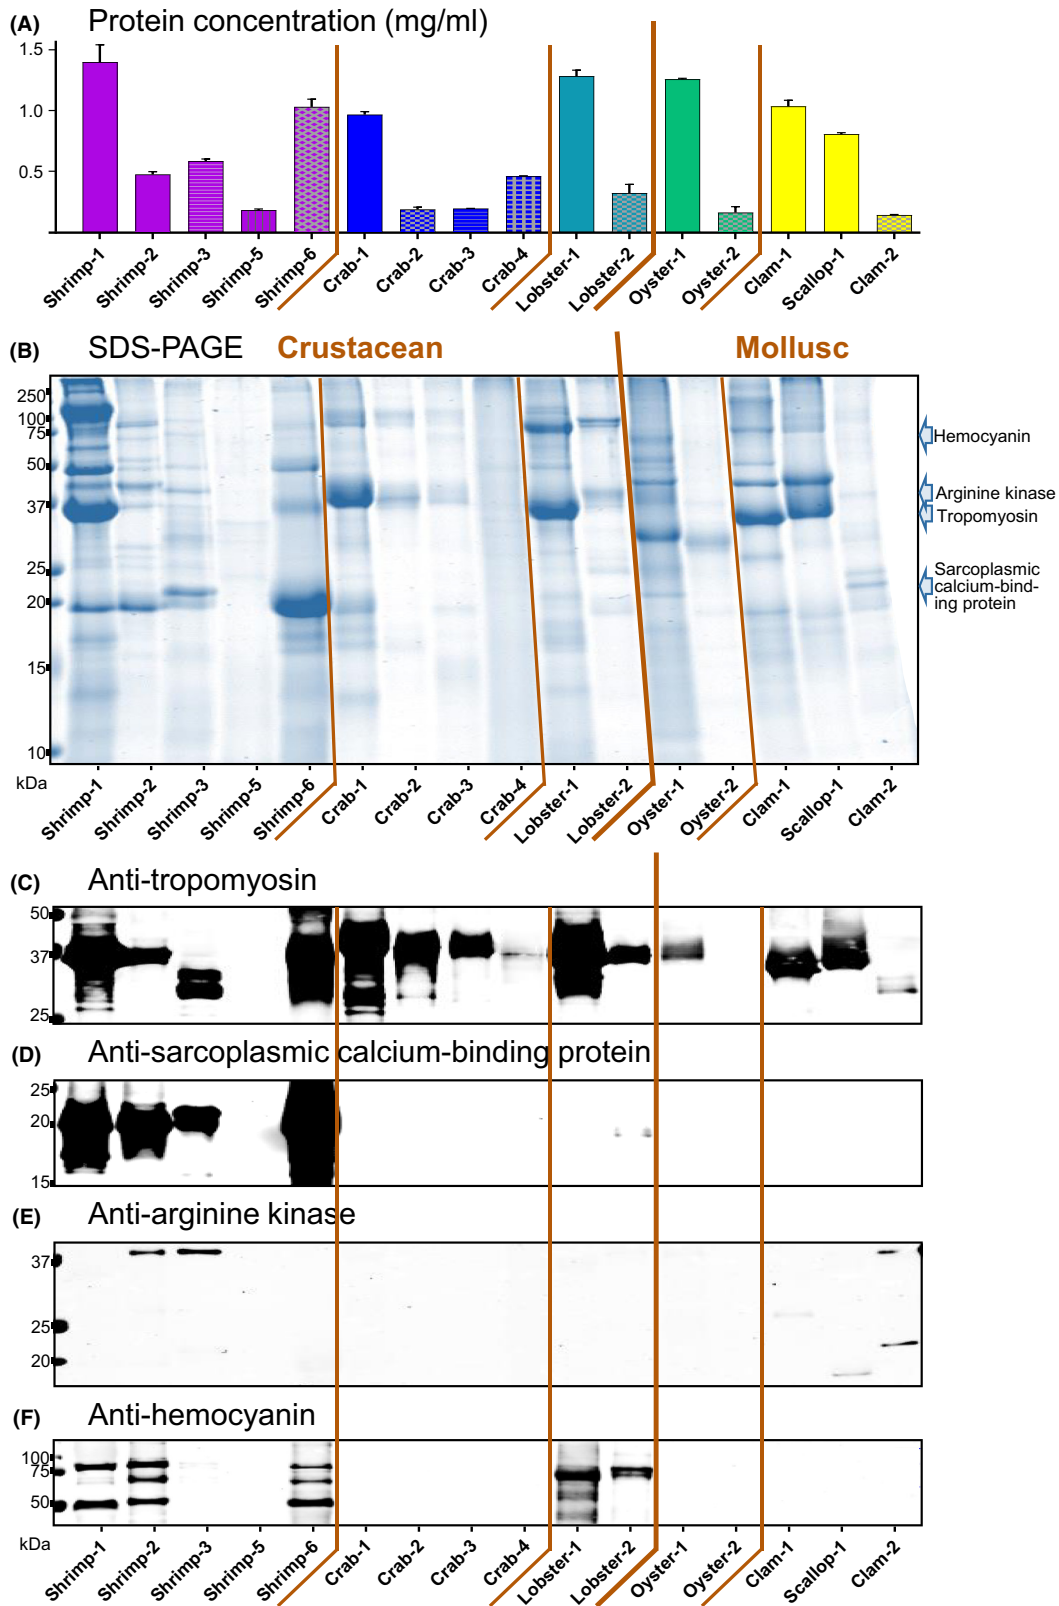 (A) Protein concentration (mg/ml)
1.5
1.0
0.5
Shrimp-1 Shrimp-2 Shrimp-3 Shrimp-5 Shrimp-6 Crab-1 Crab-2 Crab-3 Crab-4 Lobster-1 Lobster-2 Oyster-1 Oyster-2 Clam-1 Scallop-1 Clam-2
(B) SDS-PAGE Crustacean Mollusc
250
100
75
50
37
25
20
15
10
kDa
Hemocyanin
Arginine kinase
Tropomyosin
Sarcoplasmic
calcium-bind-
ing protein
Shrimp-1 Shrimp-2 Shrimp-3 Shrimp-5 Shrimp-6 Crab-1 Crab-2 Crab-3 Crab-4 Lobster-1 Lobster-2 Oyster-1 Oyster-2 Clam-1 Scallop-1 Clam-2
(C) Anti-tropomyosin
50
37
25
(D) Anti-sarcoplasmic calcium-binding protein
25
20
15
(E) Anti-arginine kinase
37
25
20
(F) Anti-hemocyanin
100
75
50
kDa
Shrimp-1 Shrimp-2 Shrimp-3 Shrimp-5 Shrimp-6 Crab-1 Crab-2 Crab-3 Crab-4 Lobster-1 Lobster-2 Oyster-1 Oyster-2 Clam-1 Scallop-1 Clam-2